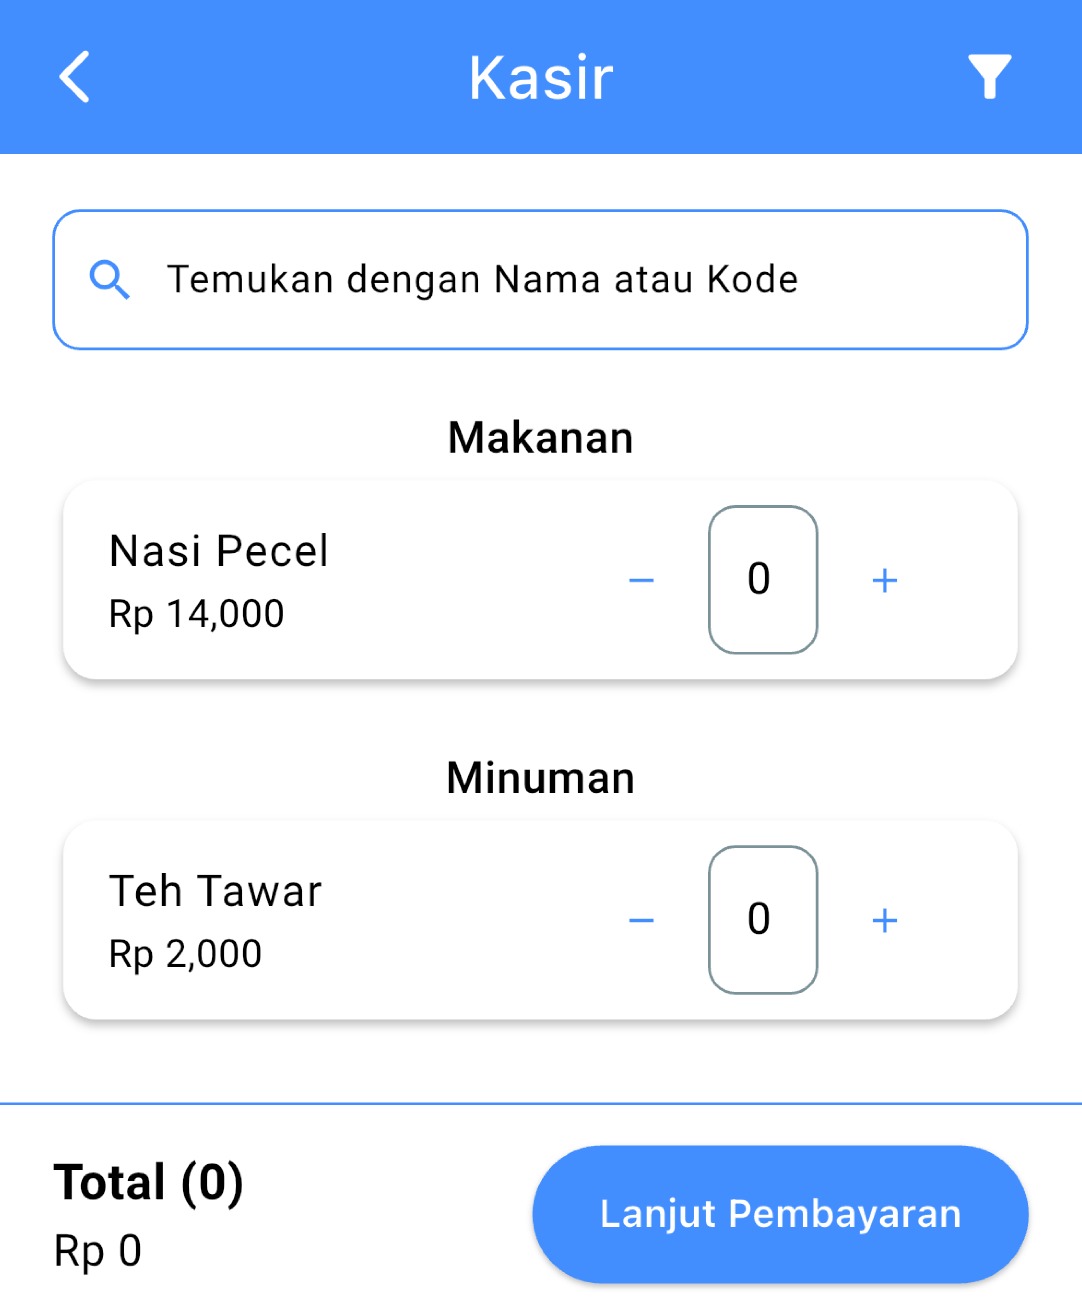 Kasir
Temukan dengan Nama atau Kode
Makanan
Nasi Pecel
Rp 14,000
− 0 +
Minuman
Teh Tawar
Rp 2,000
− 0 +
Total (0)
Rp 0
Lanjut Pembayaran